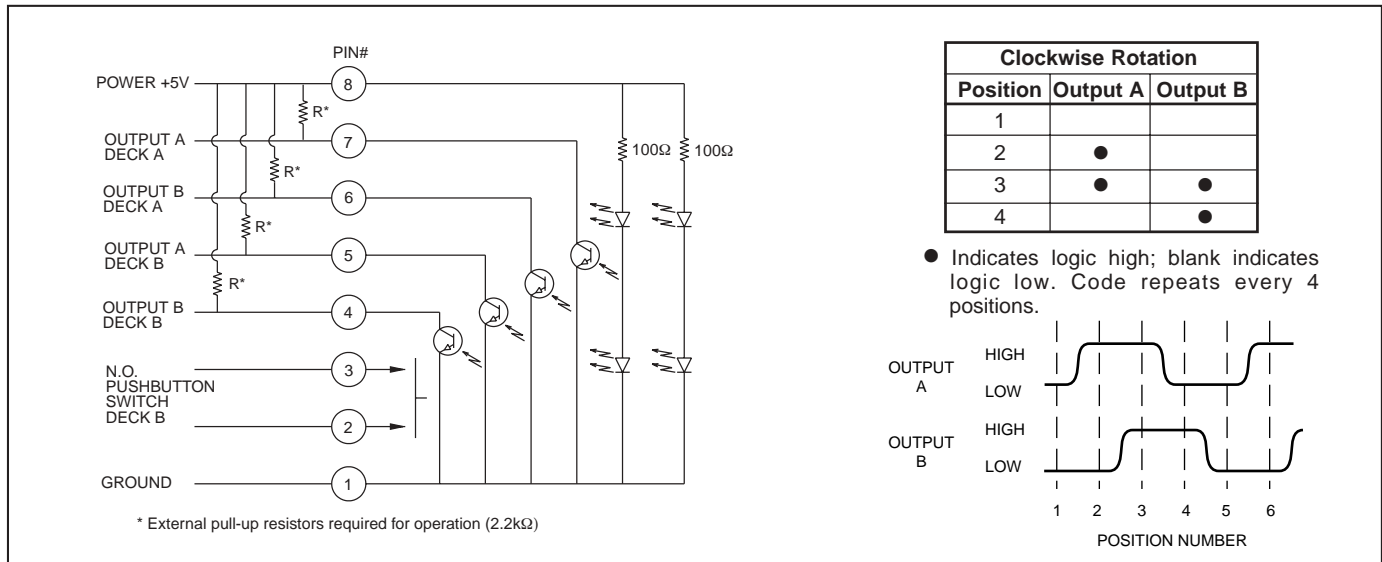 PIN#
POWER +5V
8
R*
OUTPUT A
DECK A
7
100Ω
100Ω
R*
OUTPUT B
DECK A
6
R*
OUTPUT A
DECK B
5
R*
OUTPUT B
DECK B
4
N.O.
PUSHBUTTON
SWITCH
DECK B
3
2
GROUND
1
* External pull-up resistors required for operation (2.2kΩ)
Clockwise Rotation
Position Output A Output B
1
2 ●
3 ● ●
4 ●
● Indicates logic high; blank indicates
logic low. Code repeats every 4
positions.
OUTPUT
A
HIGH
LOW
OUTPUT
B
HIGH
LOW
1 2 3 4 5 6
POSITION NUMBER